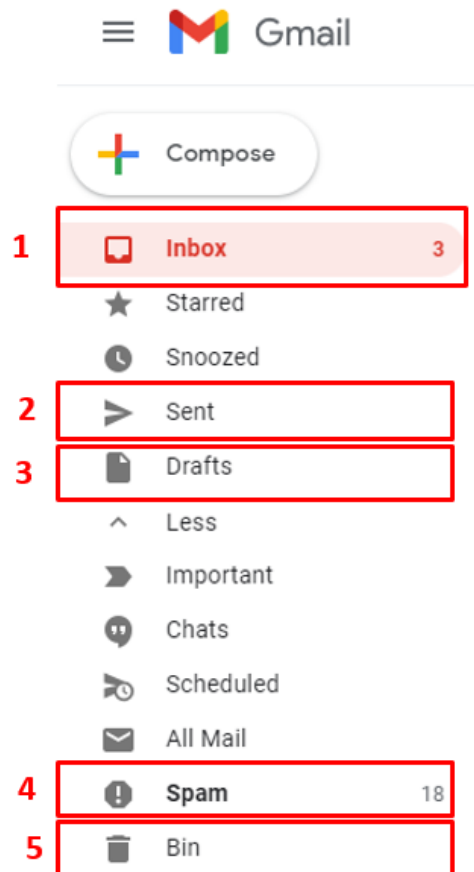 Gmail
Compose
1 Inbox 3
Starred
Snoozed
2 Sent
3 Drafts
Less
Important
Chats
Scheduled
All Mail
4 Spam 18
5 Bin